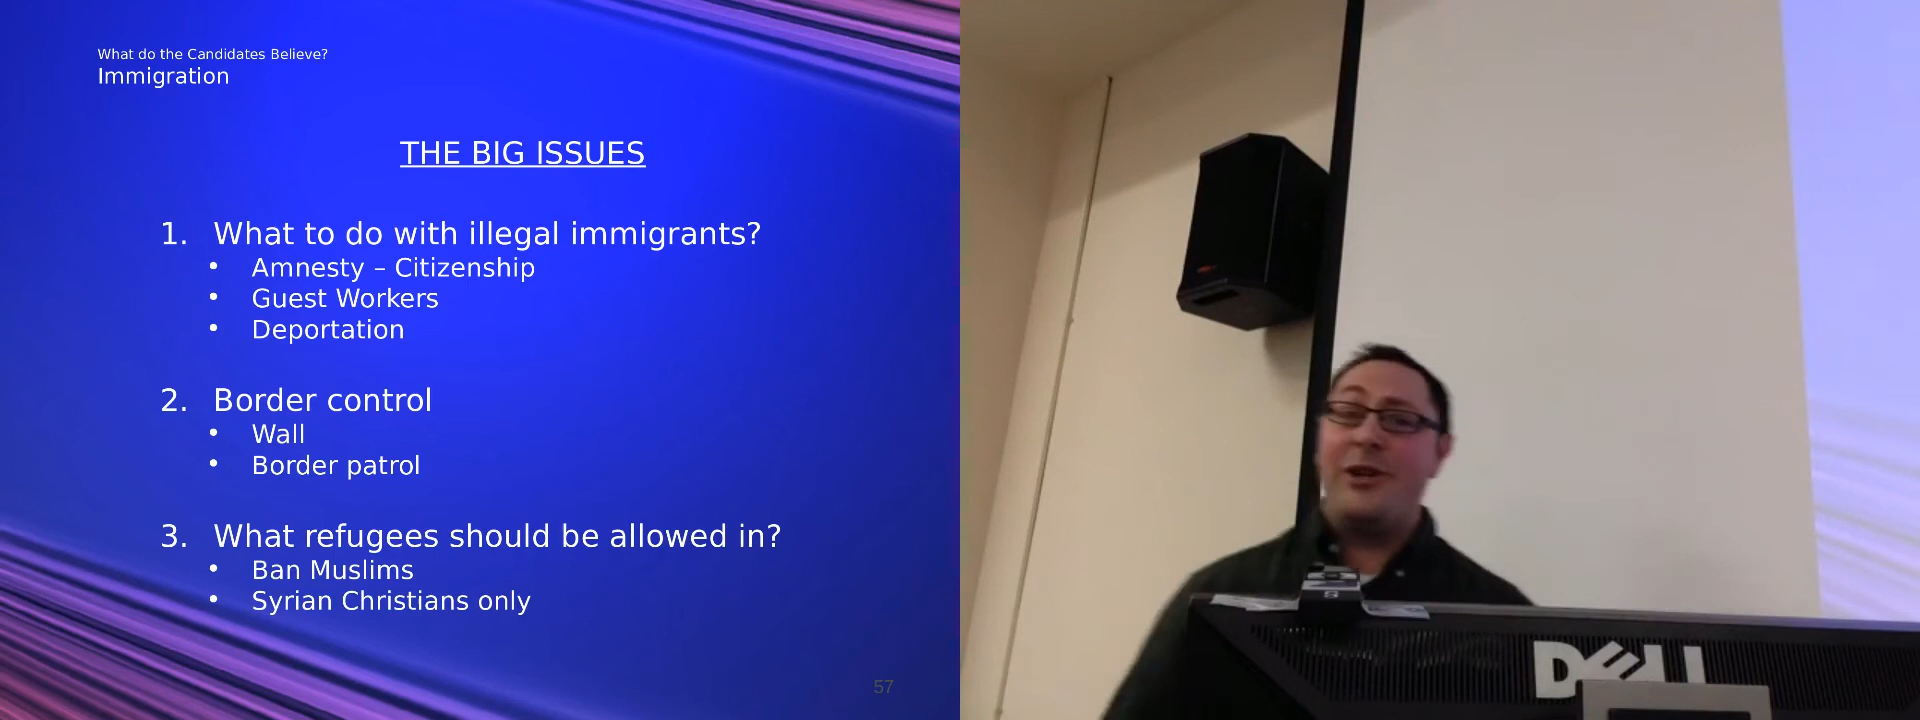 What do the Candidates Believe?
Immigration
THE BIG ISSUES
1. What to do with illegal immigrants?
• Amnesty – Citizenship
• Guest Workers
• Deportation
2. Border control
• Wall
• Border patrol
3. What refugees should be allowed in?
• Ban Muslims
• Syrian Christians only
57
DELL